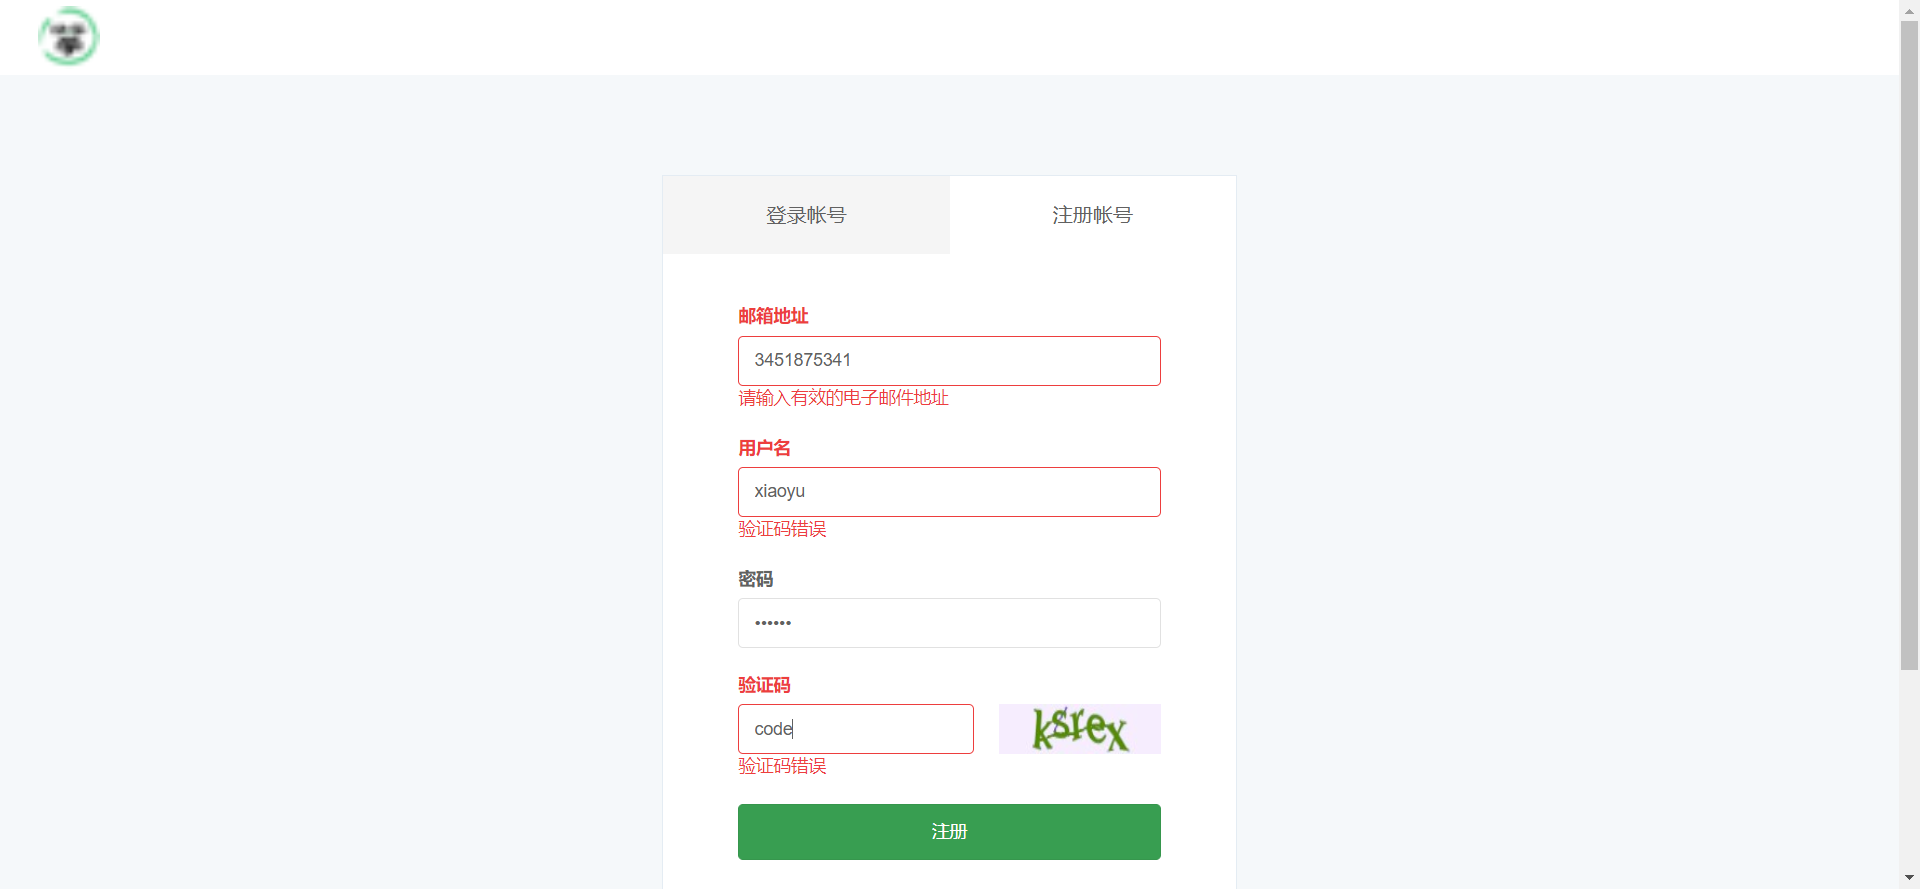 登录帐号
注册帐号
邮箱地址
3451875341
请输入有效的电子邮件地址
用户名
xiaoyu
验证码错误
密码
••••••
验证码
code
ksrex
验证码错误
注册